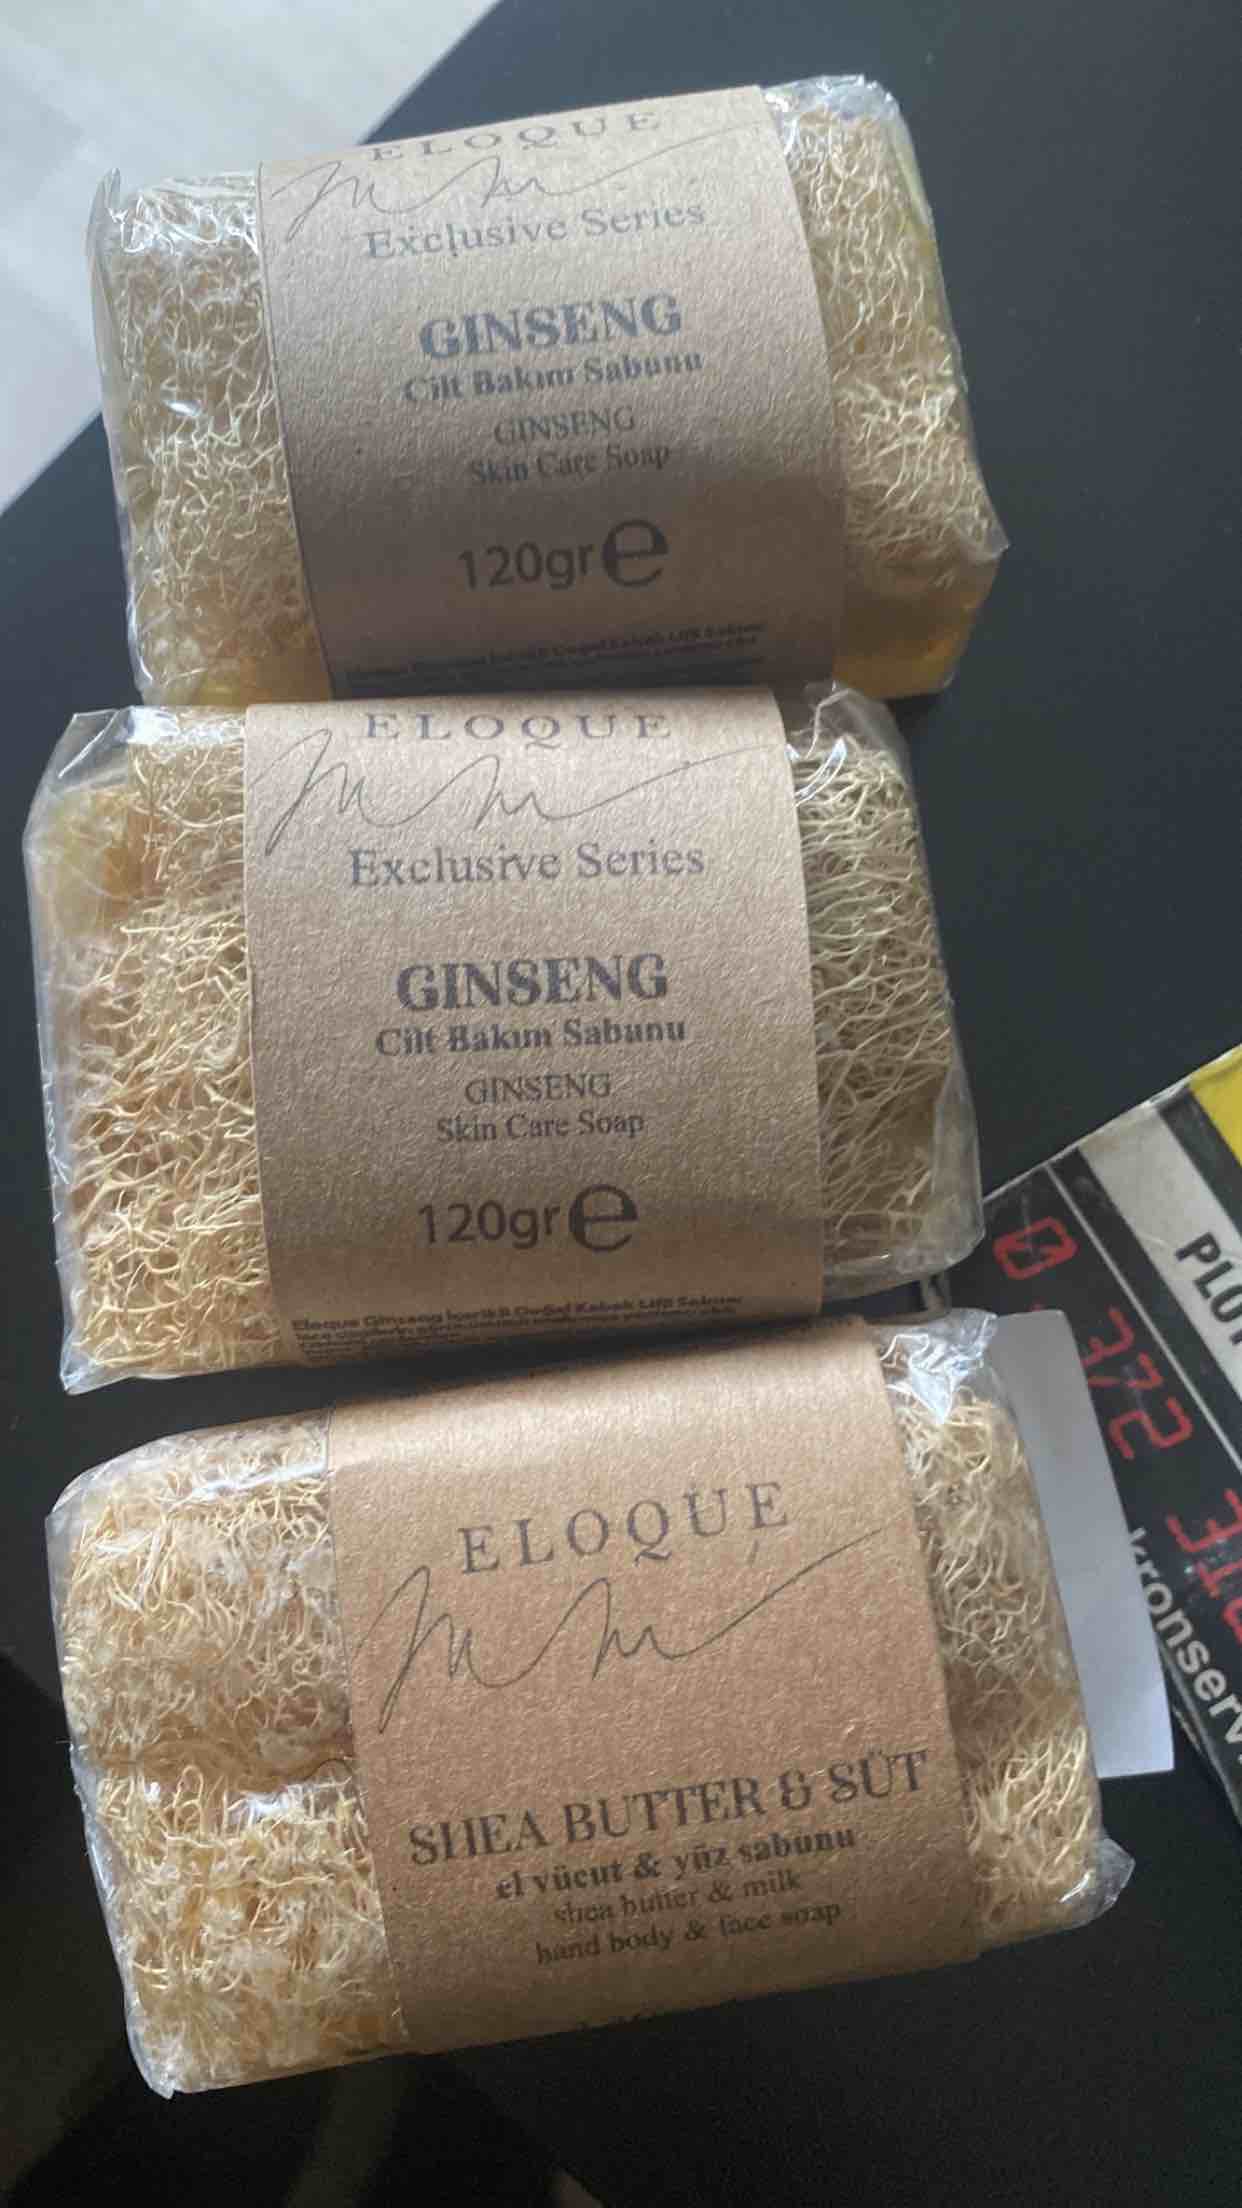 ELOQUE
Exclusive Series
GINSENG
Cilt Bakım Sabunu
GINSENG
Skin Care Soap
120gr e
ELOQUE
Exclusive Series
GINSENG
Cilt Bakım Sabunu
GINSENG
Skin Care Soap
120gr e
Eloque Ginseng İçerikli Doğal Kabak Lifli Sabun
ELOQUE
SHEA BUTTER & SÜT
el vücut & yüz sabunu
shea butter & milk
hand body & face soap